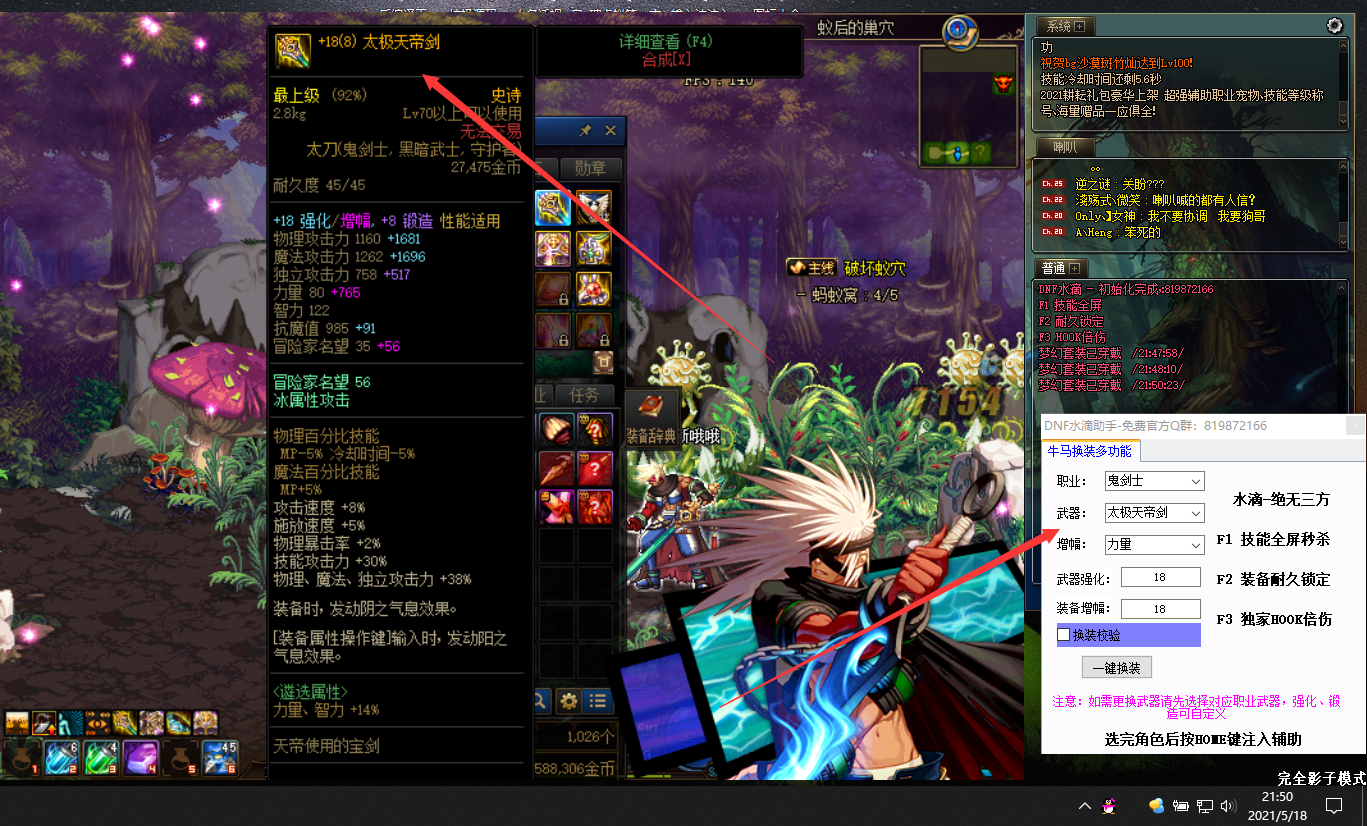 +18(8) 太极天帝剑
最上级 (92%) 史诗
2.8kg Lv70以上可以使用
无法交易
太刀(鬼剑士, 黑暗武士, 守护者)
27,475金币
耐久度 45/45
+18 强化/增幅, +8 锻造 性能适用
物理攻击力 1160 +1681
魔法攻击力 1262 +1696
独立攻击力 758 +517
力量 80 +765
智力 122
抗魔值 985 +91
冒险家名望 35 +56
冒险家名望 56
冰属性攻击
物理百分比技能
MP-5% 冷却时间-5%
魔法百分比技能
MP+5%
攻击速度 +8%
施放速度 +5%
物理暴击率 +2%
技能攻击力 +30%
物理、魔法、独立攻击力 +38%
装备时，发动阴之气息效果。
[装备属性操作键]输入时，发动阳之
气息效果。
<遴选属性>
力量、智力 +14%
天帝使用的宝剑
详细查看 (F4)
合成[X]
FPS : 140
勋章
任务
装备辞典
新哦哦
1,026个
588,306金币
蚁后的巢穴
主线 破坏蚁穴
- 蚂蚁窝 : 4/5
7154
系统
功
祝贺bg沙漠斑竹灿达到Lv100!
技能冷却时间还剩5.6秒
2021耕耘礼包豪华上架 超强辅助职业宠物、技能等级称
号、海量赠品一应俱全!
喇叭
Ch. 25 逆之谜 : 关盼???
Ch. 22 淺殇式√微笑 : 喇叭喊的都有人信？
Ch. 20 Only、】女神 : 我不要协调 我要狗哥
Ch. 20 A\Heng : 笨死的
普通
DNF水滴 - 初始化完成,:819872166
F1 技能全屏
F2 耐久锁定
F3 HOOK倍伤
梦幻套装已穿戴 /21:47:58/
梦幻套装已穿戴 /21:48:10/
梦幻套装已穿戴 /21:50:23/
DNF水滴助手-免费官方Q群：819872166
牛马换装多功能
职业： 鬼剑士
水滴-绝无三方
武器： 太极天帝剑
F1 技能全屏秒杀
增幅： 力量
武器强化： 18
F2 装备耐久锁定
装备增幅： 18
F3 独家HOOK倍伤
换装校验
一键换装
注意：如需更换武器请先选择对应职业武器，强化、锻
造可自定义
选完角色后按HOME键注入辅助
完全影子模式
1 2 3 4 5 6
21:50
2021/5/18